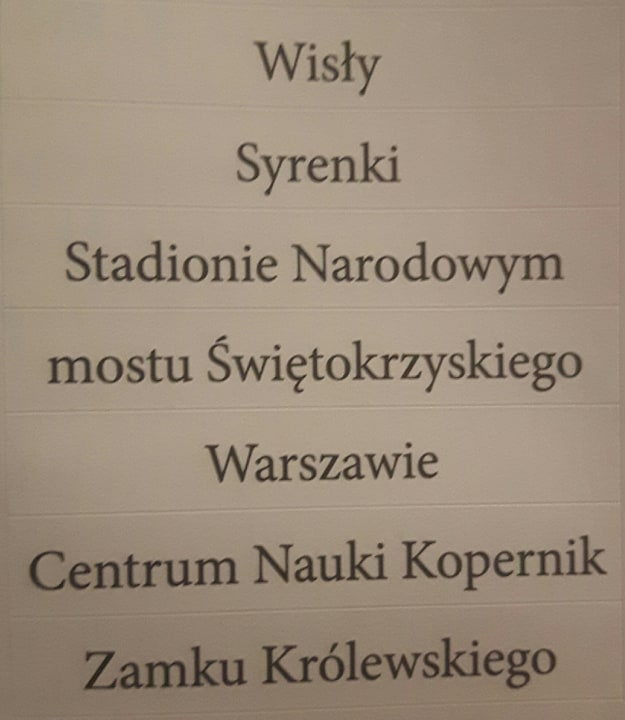 Wisły
Syrenki
Stadionie Narodowym
mostu Świętokrzyskiego
Warszawie
Centrum Nauki Kopernik
Zamku Królewskiego